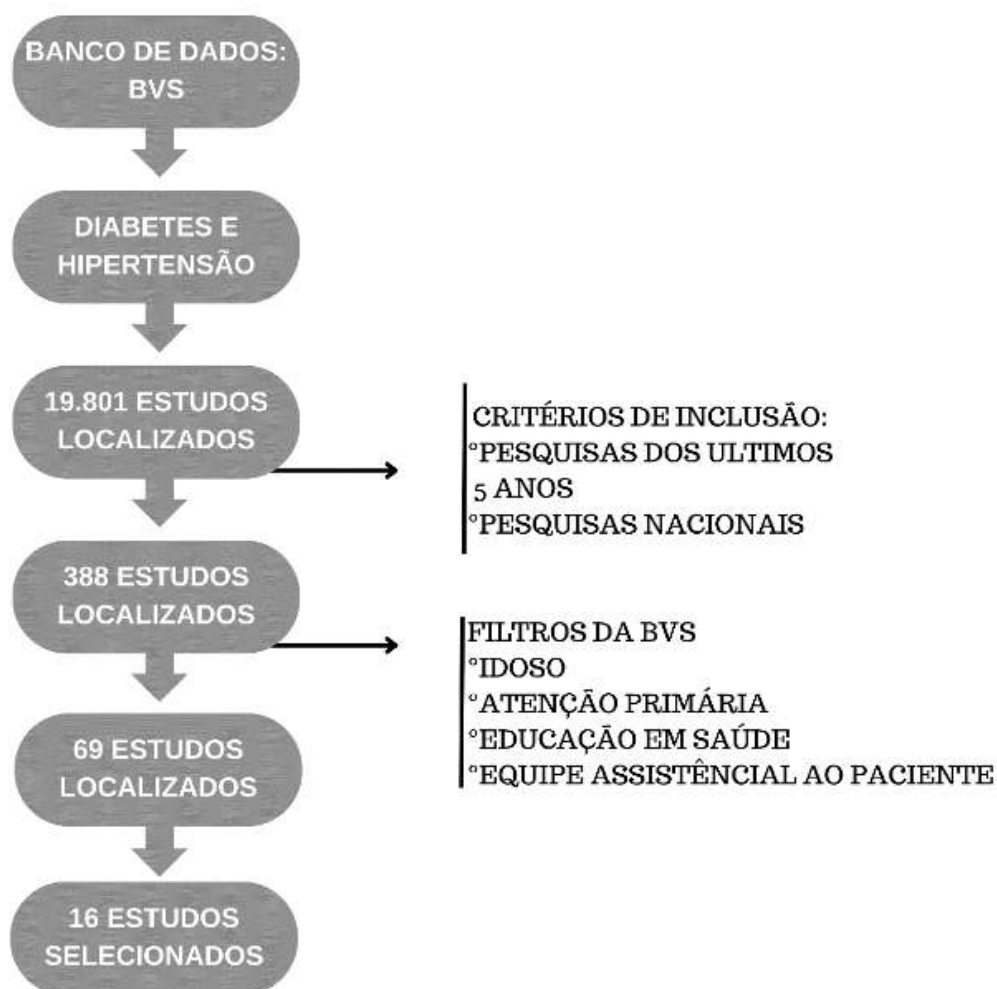 BANCO DE DADOS:
BVS
DIABETES E
HIPERTENSÃO
19.801 ESTUDOS
LOCALIZADOS
CRITÉRIOS DE INCLUSÃO:
°PESQUISAS DOS ULTIMOS
5 ANOS
°PESQUISAS NACIONAIS
388 ESTUDOS
LOCALIZADOS
FILTROS DA BVS
°IDOSO
°ATENÇÃO PRIMÁRIA
°EDUCAÇÃO EM SAÚDE
°EQUIPE ASSISTÊNCIAL AO PACIENTE
69 ESTUDOS
LOCALIZADOS
16 ESTUDOS
SELECIONADOS